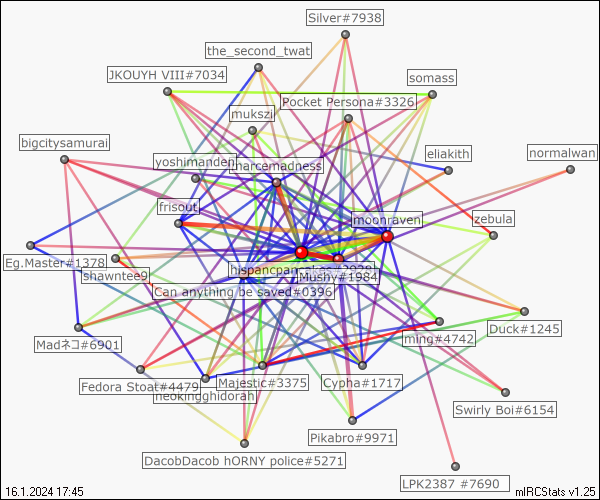 Silver#7938
the_second_twat
JKOUYH VIII#7034
somass
Pocket Persona#3326
mukszi
bigcitysamurai
eliakith
normalwan
yoshimanden
harcemadness
frisout
moonraven
zebula
Eg.Master#1378
shawntee9
hispancpan
Mushy#1984
Can anything be saved#0396
Duck#1245
Madネコ#6901
ming#4742
Fedora Stoat#4479
Majestic#3375
Cypha#1717
neokingghidorah
Swirly Boi#6154
Pikabro#9971
DacobDacob hORNY police#5271
LPK2387 #7690
16.1.2024 17:45
mIRCStats v1.25